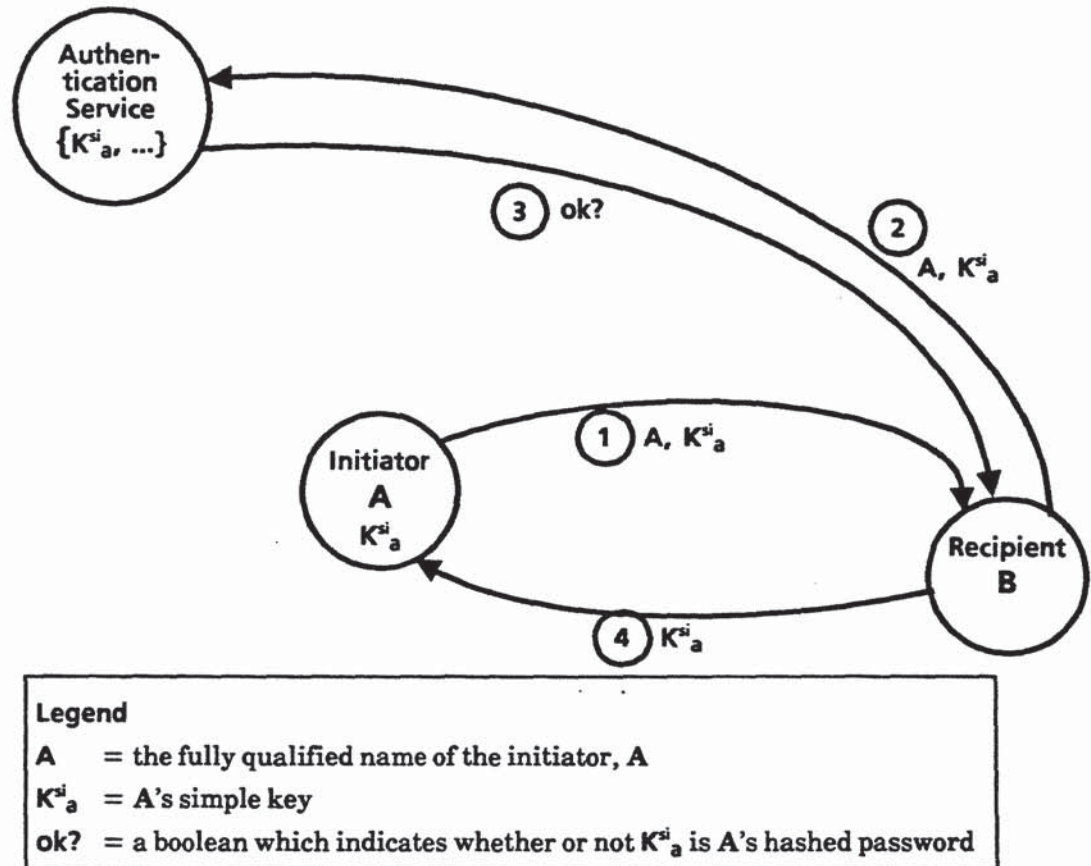 Authen-
tication
Service
{K^si_a, ...}
3 ok?
2
A, K^si_a
1 A, K^si_a
Initiator
A
K^si_a
Recipient
B
4 K^si_a
Legend
A = the fully qualified name of the initiator, A
K^si_a = A's simple key
ok? = a boolean which indicates whether or not K^si_a is A's hashed password